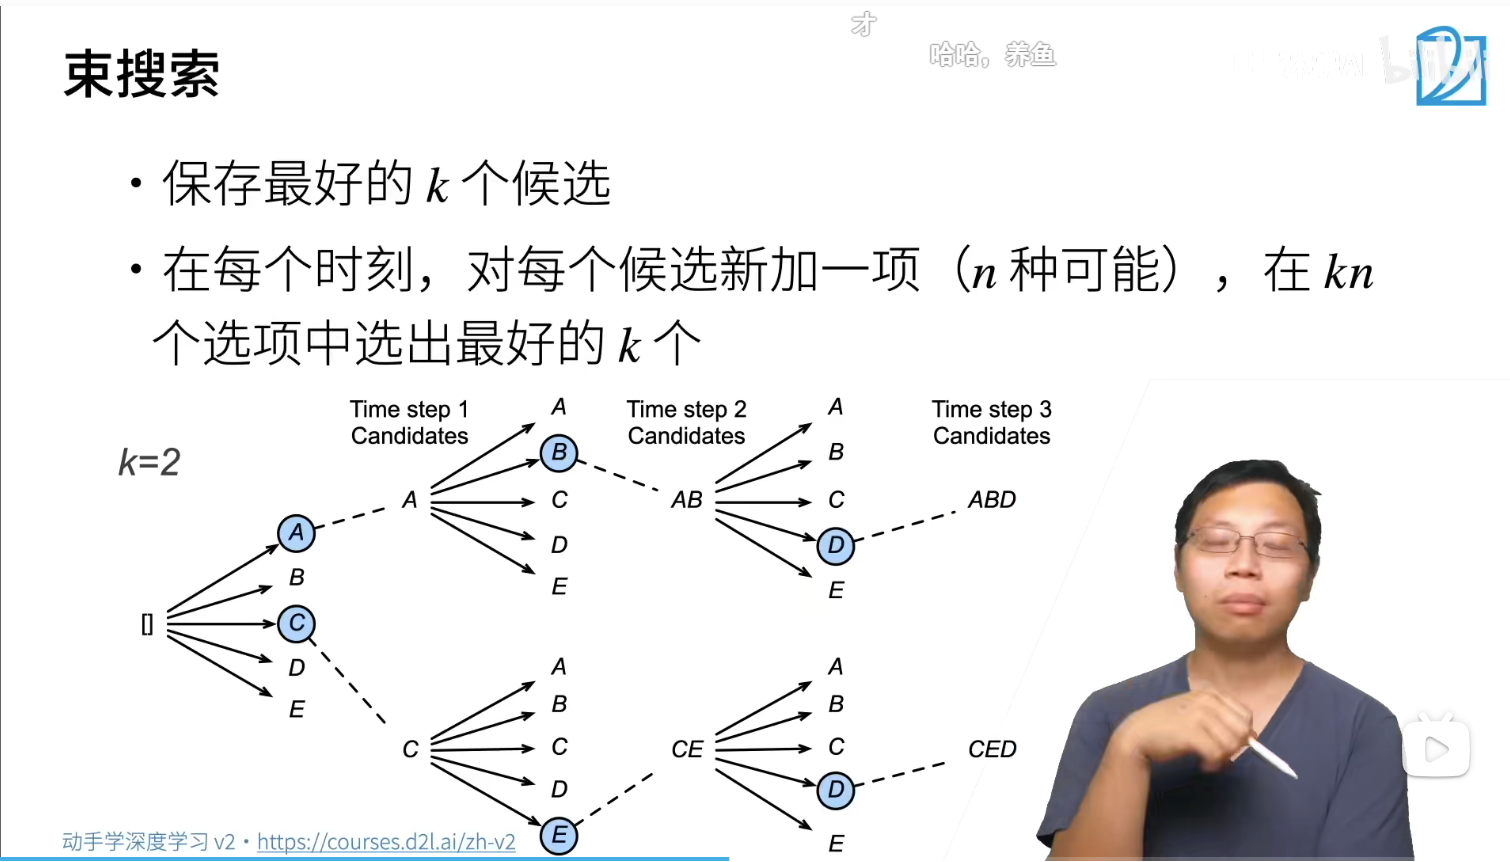 才
哈哈，养鱼
bilibili
束搜索
• 保存最好的 k 个候选
• 在每个时刻，对每个候选新加一项（n 种可能），在 kn
个选项中选出最好的 k 个
k=2
Time step 1
Candidates
Time step 2
Candidates
Time step 3
Candidates
[]
A
B
C
D
E
A
A
B
C
D
E
AB
A
B
C
D
E
ABD
C
A
B
C
D
E
CE
A
B
C
D
E
CED
动手学深度学习 v2 • https://courses.d2l.ai/zh-v2